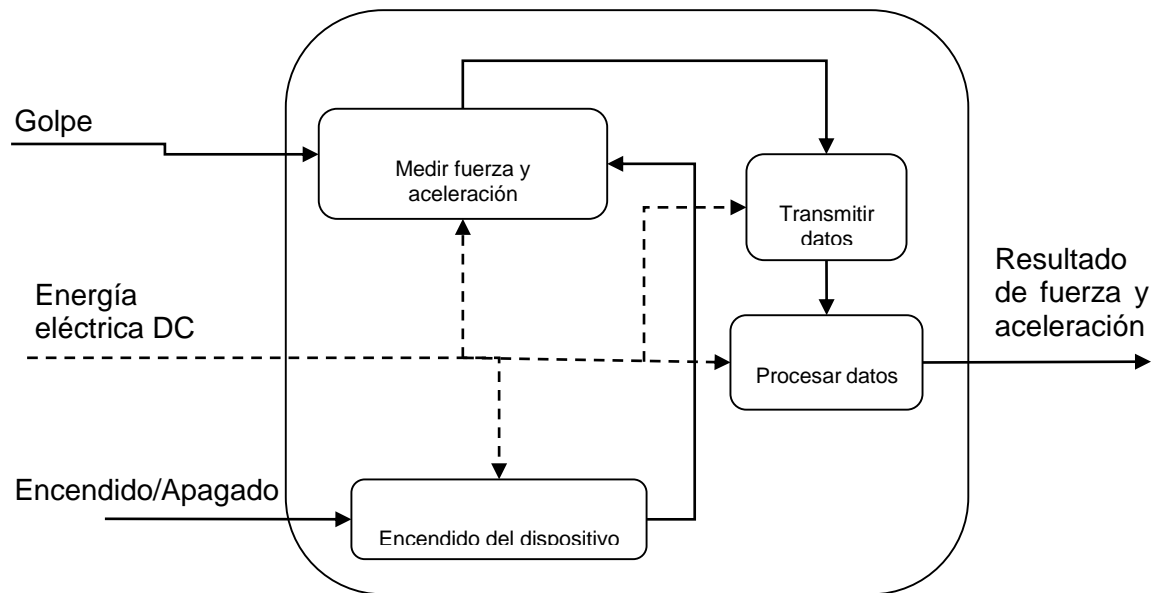 Golpe
Medir fuerza y
aceleración
Transmitir
datos
Resultado
de fuerza y
aceleración
Energía
eléctrica DC
Procesar datos
Encendido/Apagado
Encendido del dispositivo